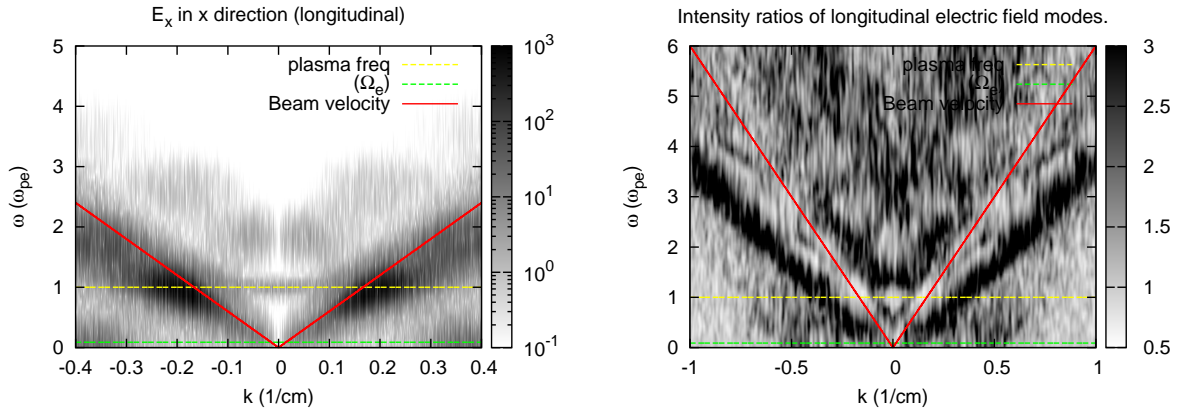 E_x in x direction (longitudinal)
plasma freq
(Ω_e)
Beam velocity
5
4
3
2
1
0
ω (ω_pe)
-0.4 -0.3 -0.2 -0.1 0 0.1 0.2 0.3 0.4
k (1/cm)
10^3
10^2
10^1
10^0
10^-1
Intensity ratios of longitudinal electric field modes.
plasma freq
(Ω_e)
Beam velocity
6
5
4
3
2
1
0
ω (ω_pe)
-1 -0.5 0 0.5 1
k (1/cm)
3
2.5
2
1.5
1
0.5